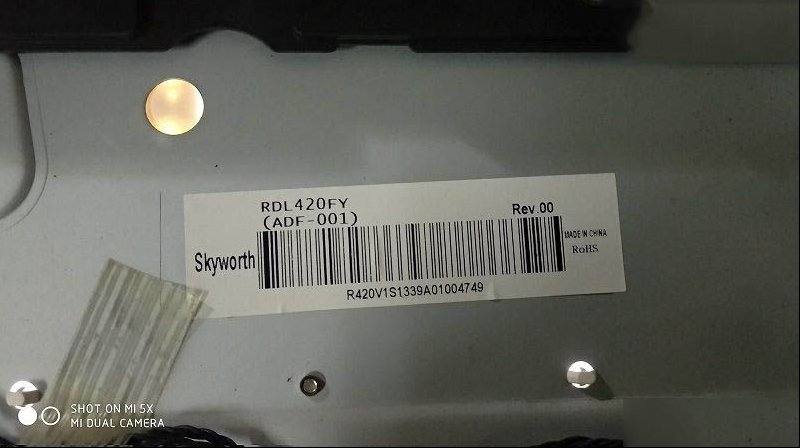 RDL420FY
(ADF-001)
Rev.00
Skyworth
MADE IN CHINA
RoHS
R420V1S1339A01004749
SHOT ON MI 5X
MI DUAL CAMERA